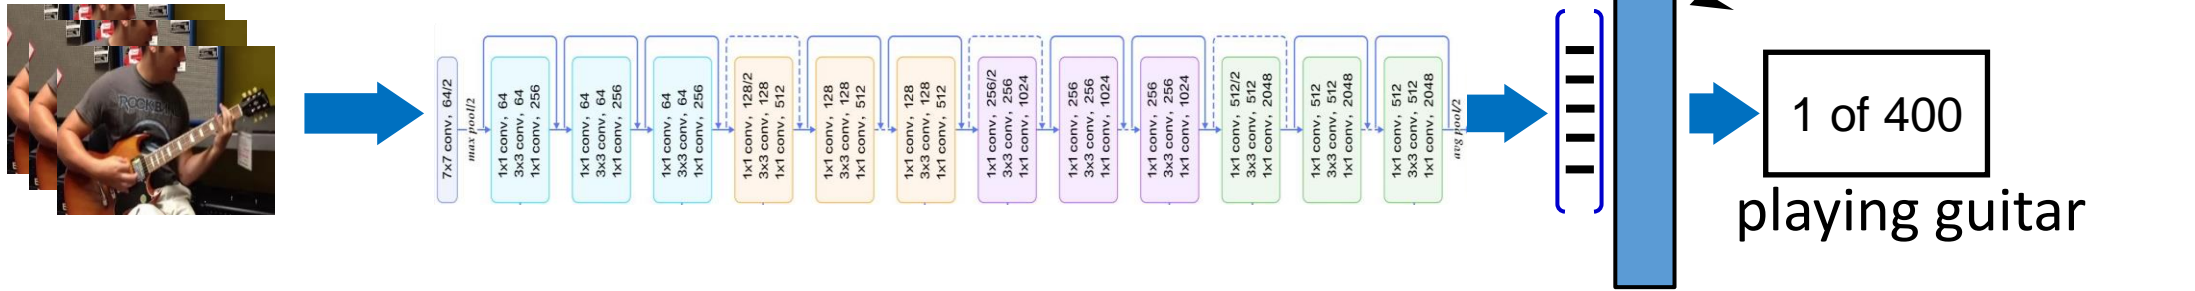 7x7 conv, 64/2
max pool/2
1x1 conv, 64
3x3 conv, 64
1x1 conv, 256
1x1 conv, 64
3x3 conv, 64
1x1 conv, 256
1x1 conv, 64
3x3 conv, 64
1x1 conv, 256
1x1 conv, 128/2
3x3 conv, 128
1x1 conv, 512
1x1 conv, 128
3x3 conv, 128
1x1 conv, 512
1x1 conv, 128
3x3 conv, 128
1x1 conv, 512
1x1 conv, 256/2
3x3 conv, 256
1x1 conv, 1024
1x1 conv, 256
3x3 conv, 256
1x1 conv, 1024
1x1 conv, 256
3x3 conv, 256
1x1 conv, 1024
1x1 conv, 512/2
3x3 conv, 512
1x1 conv, 2048
1x1 conv, 512
3x3 conv, 512
1x1 conv, 2048
1x1 conv, 512
3x3 conv, 512
1x1 conv, 2048
avg pool/2
1 of 400
playing guitar